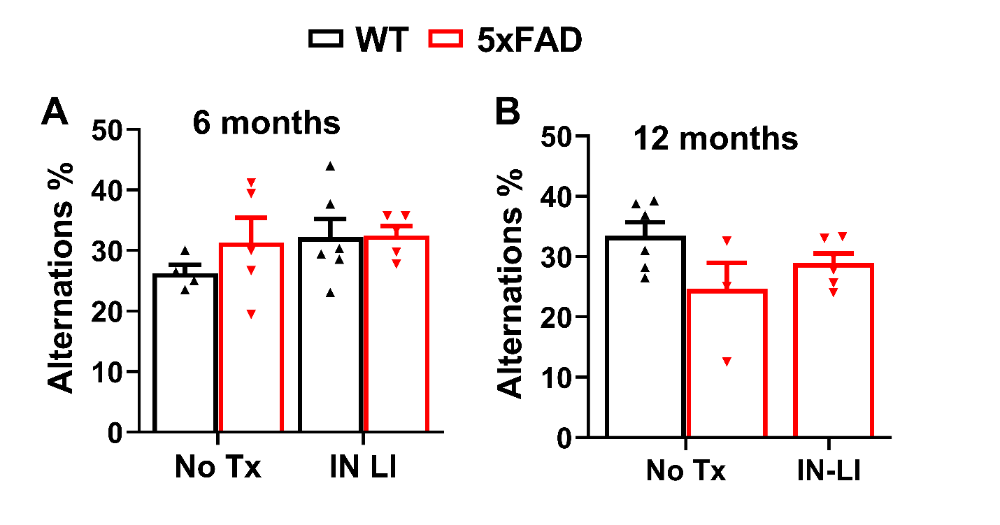 WT 5xFAD
A
6 months
50
40
30
20
10
0
Alternations %
No Tx
IN LI
B
12 months
50
40
30
20
10
0
Alternations %
No Tx
IN-LI